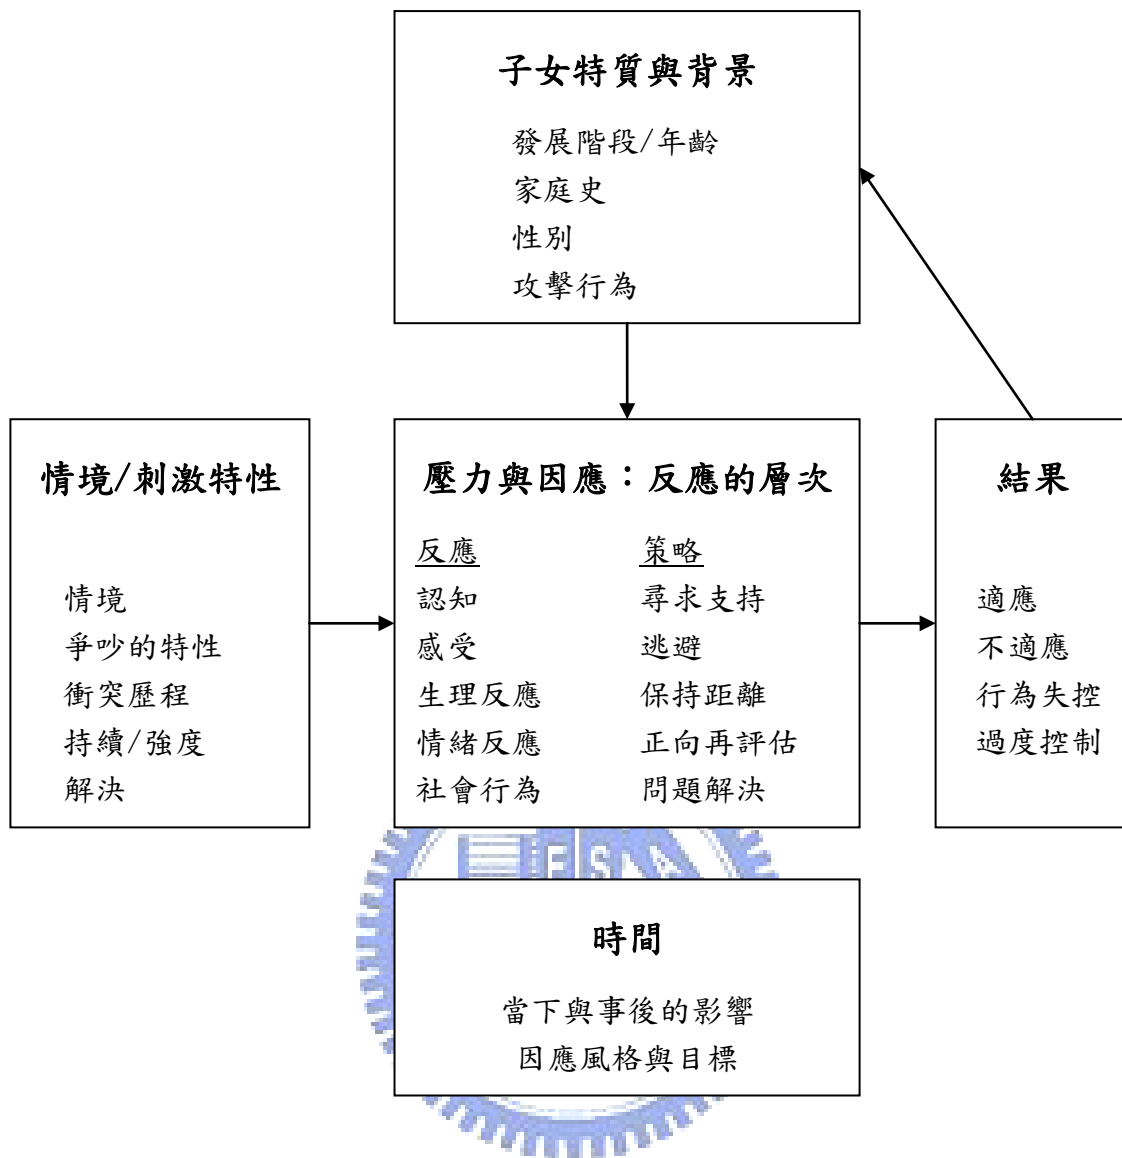 子女特質與背景
發展階段/年齡
家庭史
性別
攻擊行為
情境/刺激特性
情境
爭吵的特性
衝突歷程
持續/強度
解決
壓力與因應：反應的層次
反應 策略
認知 尋求支持
感受 逃避
生理反應 保持距離
情緒反應 正向再評估
社會行為 問題解決
結果
適應
不適應
行為失控
過度控制
ESA
時間
當下與事後的影響
因應風格與目標